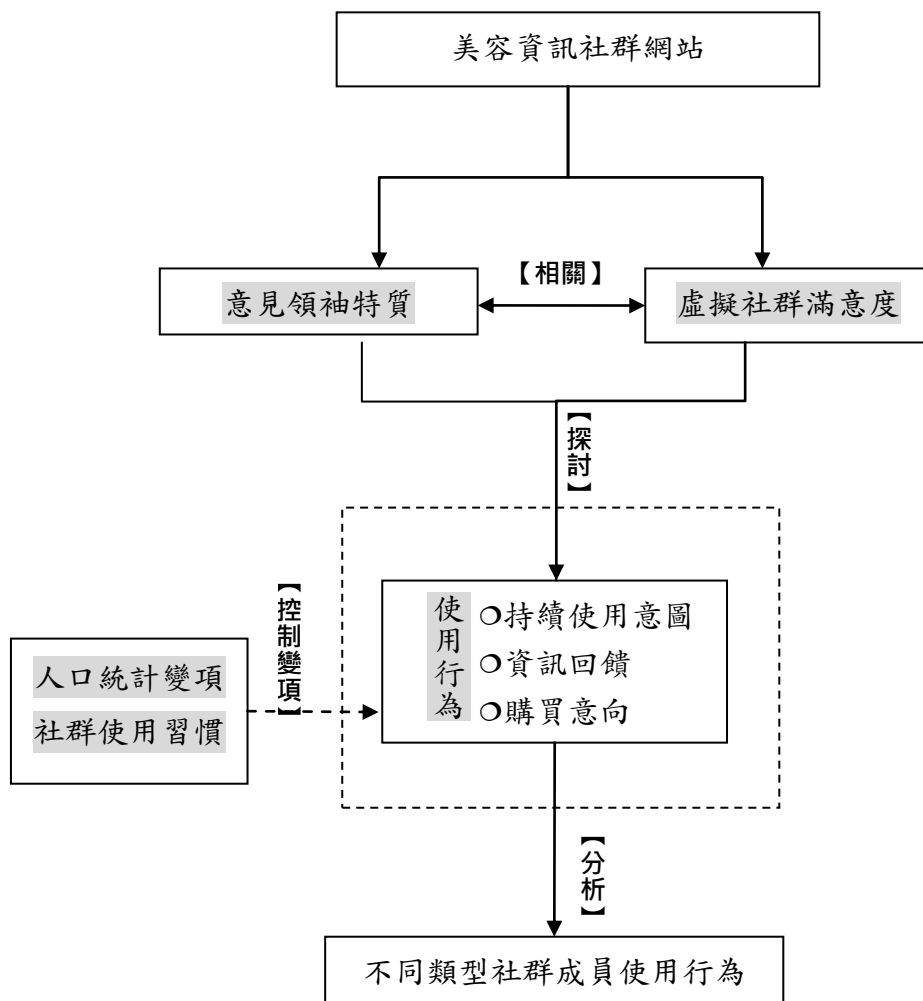 美容資訊社群網站
【相關】
意見領袖特質
虛擬社群滿意度
【探討】
【控制變項】
使用行為
❍持續使用意圖
❍資訊回饋
❍購買意向
人口統計變項
社群使用習慣
【分析】
不同類型社群成員使用行為